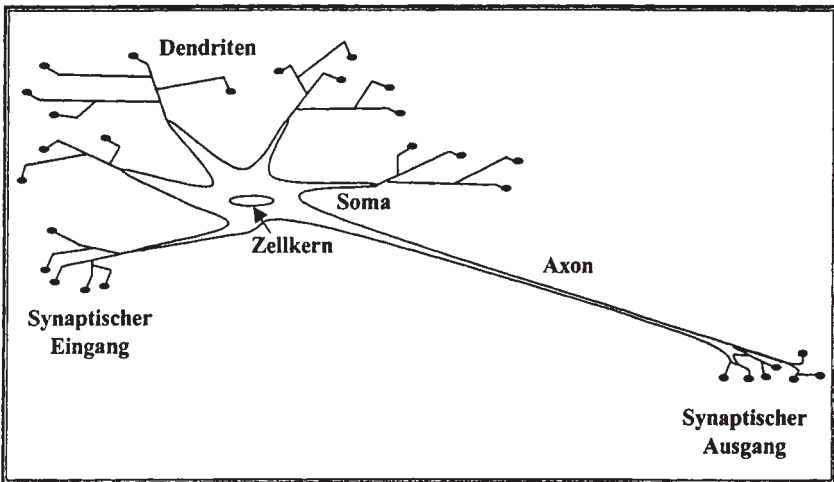 Dendriten
Soma
Zellkern
Axon
Synaptischer
Eingang
Synaptischer
Ausgang